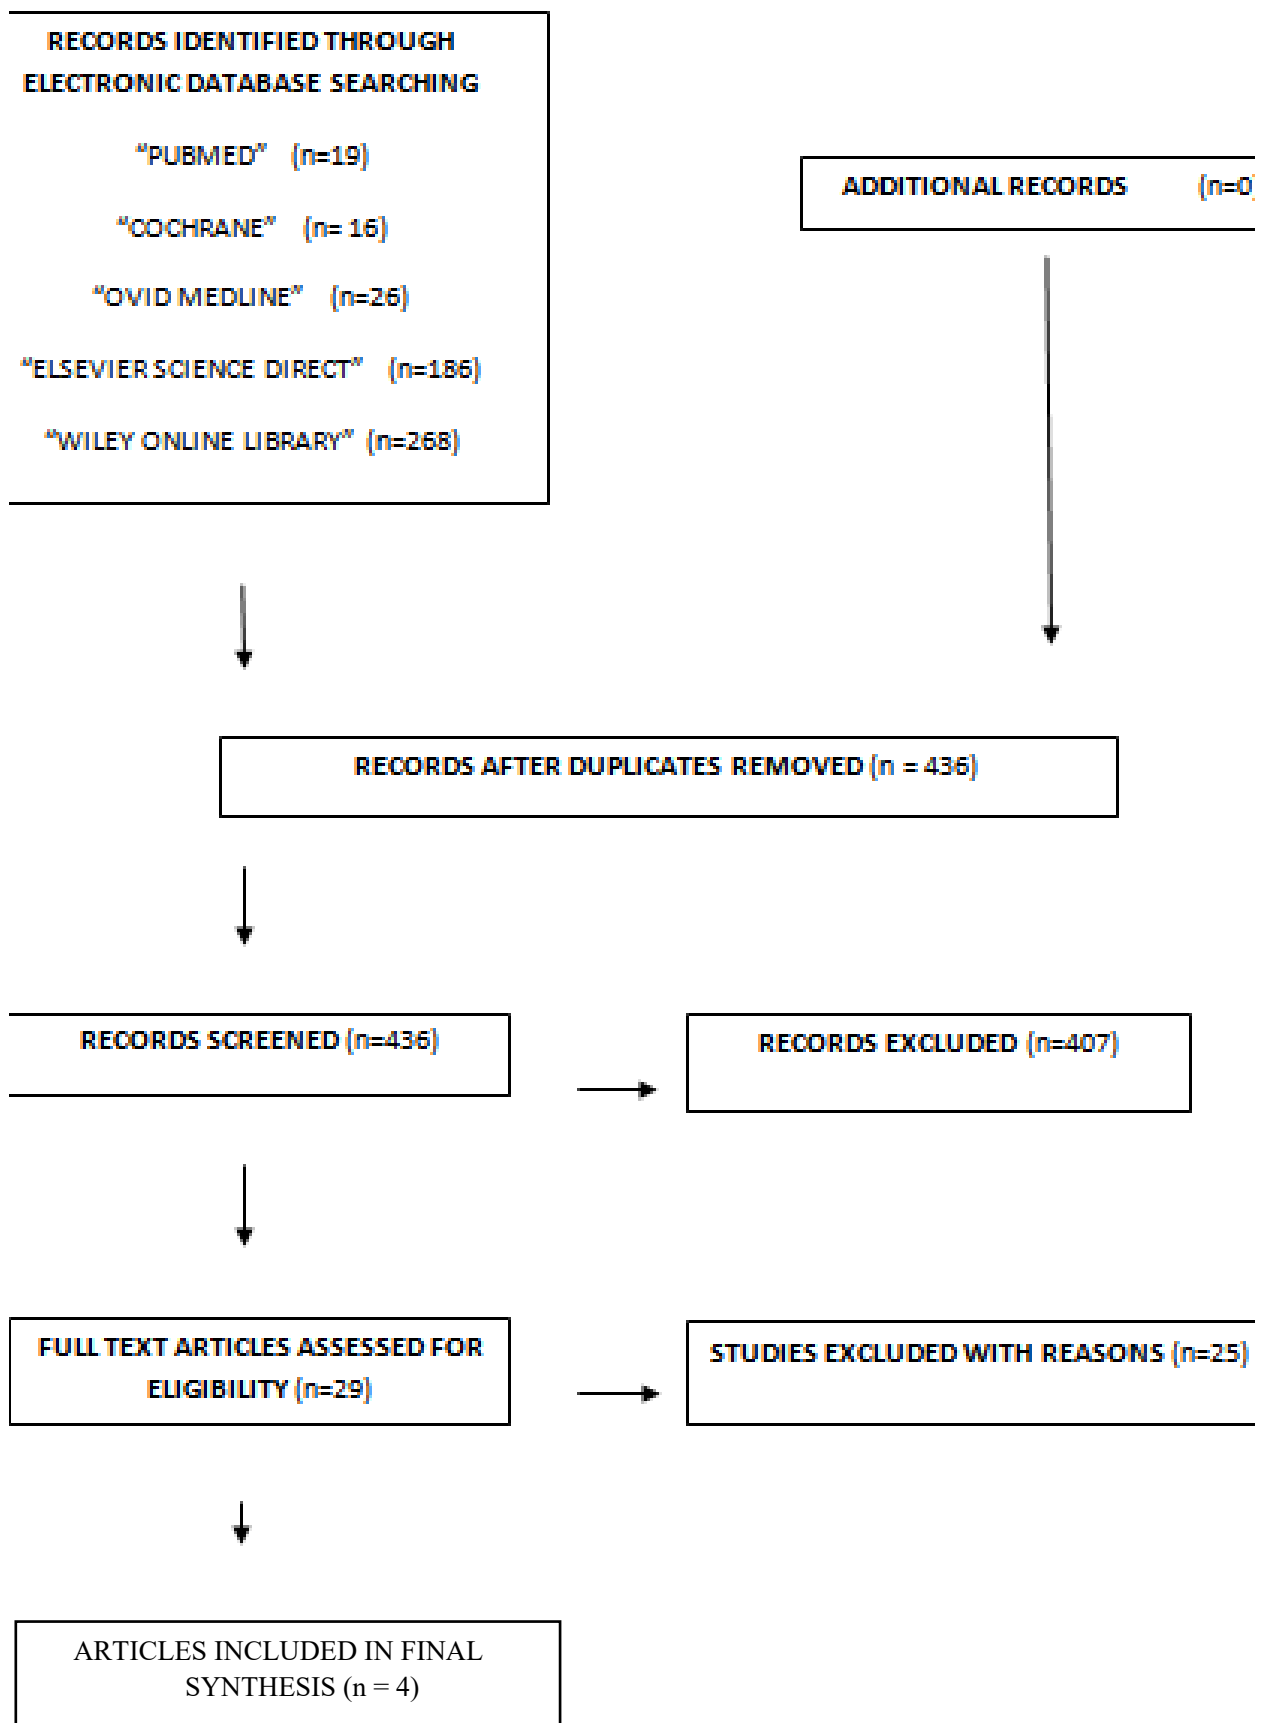 RECORDS IDENTIFIED THROUGH
ELECTRONIC DATABASE SEARCHING
“PUBMED” (n=19)
“COCHRANE” (n= 16)
“OVID MEDLINE” (n=26)
“ELSEVIER SCIENCE DIRECT” (n=186)
“WILEY ONLINE LIBRARY” (n=268)
ADDITIONAL RECORDS (n=0)
RECORDS AFTER DUPLICATES REMOVED (n = 436)
RECORDS SCREENED (n=436)
RECORDS EXCLUDED (n=407)
FULL TEXT ARTICLES ASSESSED FOR
ELIGIBILITY (n=29)
STUDIES EXCLUDED WITH REASONS (n=25)
ARTICLES INCLUDED IN FINAL
SYNTHESIS (n = 4)